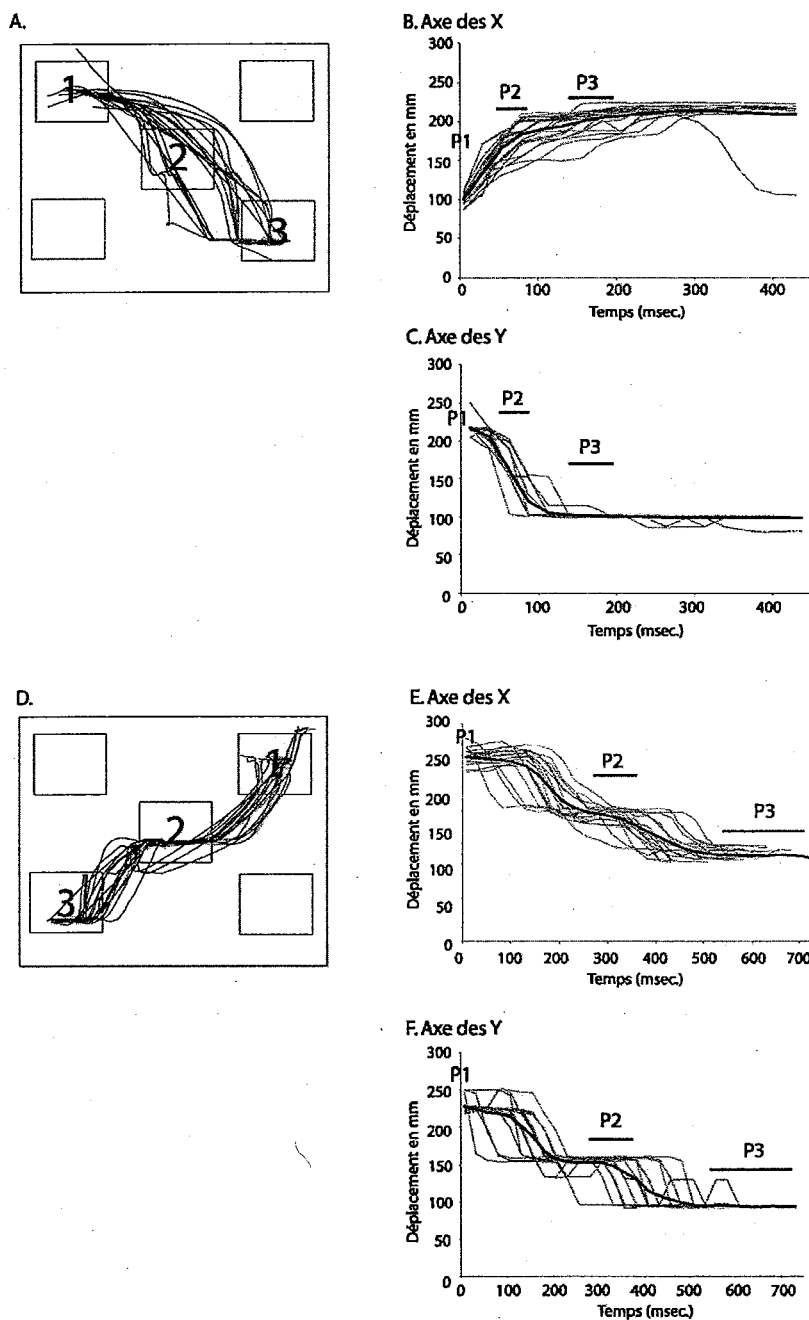 A.
1
2
3
B. Axe des X
Déplacement en mm
300
250
200
150
100
50
0
P1
P2
P3
0 100 200 300 400
Temps (msec.)
C. Axe des Y
Déplacement en mm
300
250
200
150
100
50
0
P1
P2
P3
0 100 200 300 400
Temps (msec.)
D.
1
2
3
E. Axe des X
Déplacement en mm
300
250
200
150
100
50
0
P1
P2
P3
0 100 200 300 400 500 600 700
Temps (msec.)
F. Axe des Y
Déplacement en mm
300
250
200
150
100
50
0
P1
P2
P3
0 100 200 300 400 500 600 700
Temps (msec.)